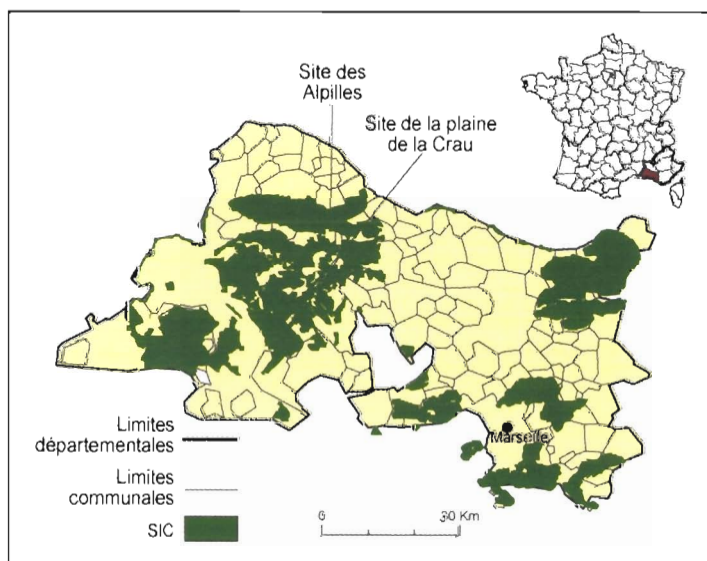 Site des
Alpilles
Site de la plaine
de la Crau
Marseille
Limites
départementales
Limites
communales
SIC
0 30 Km